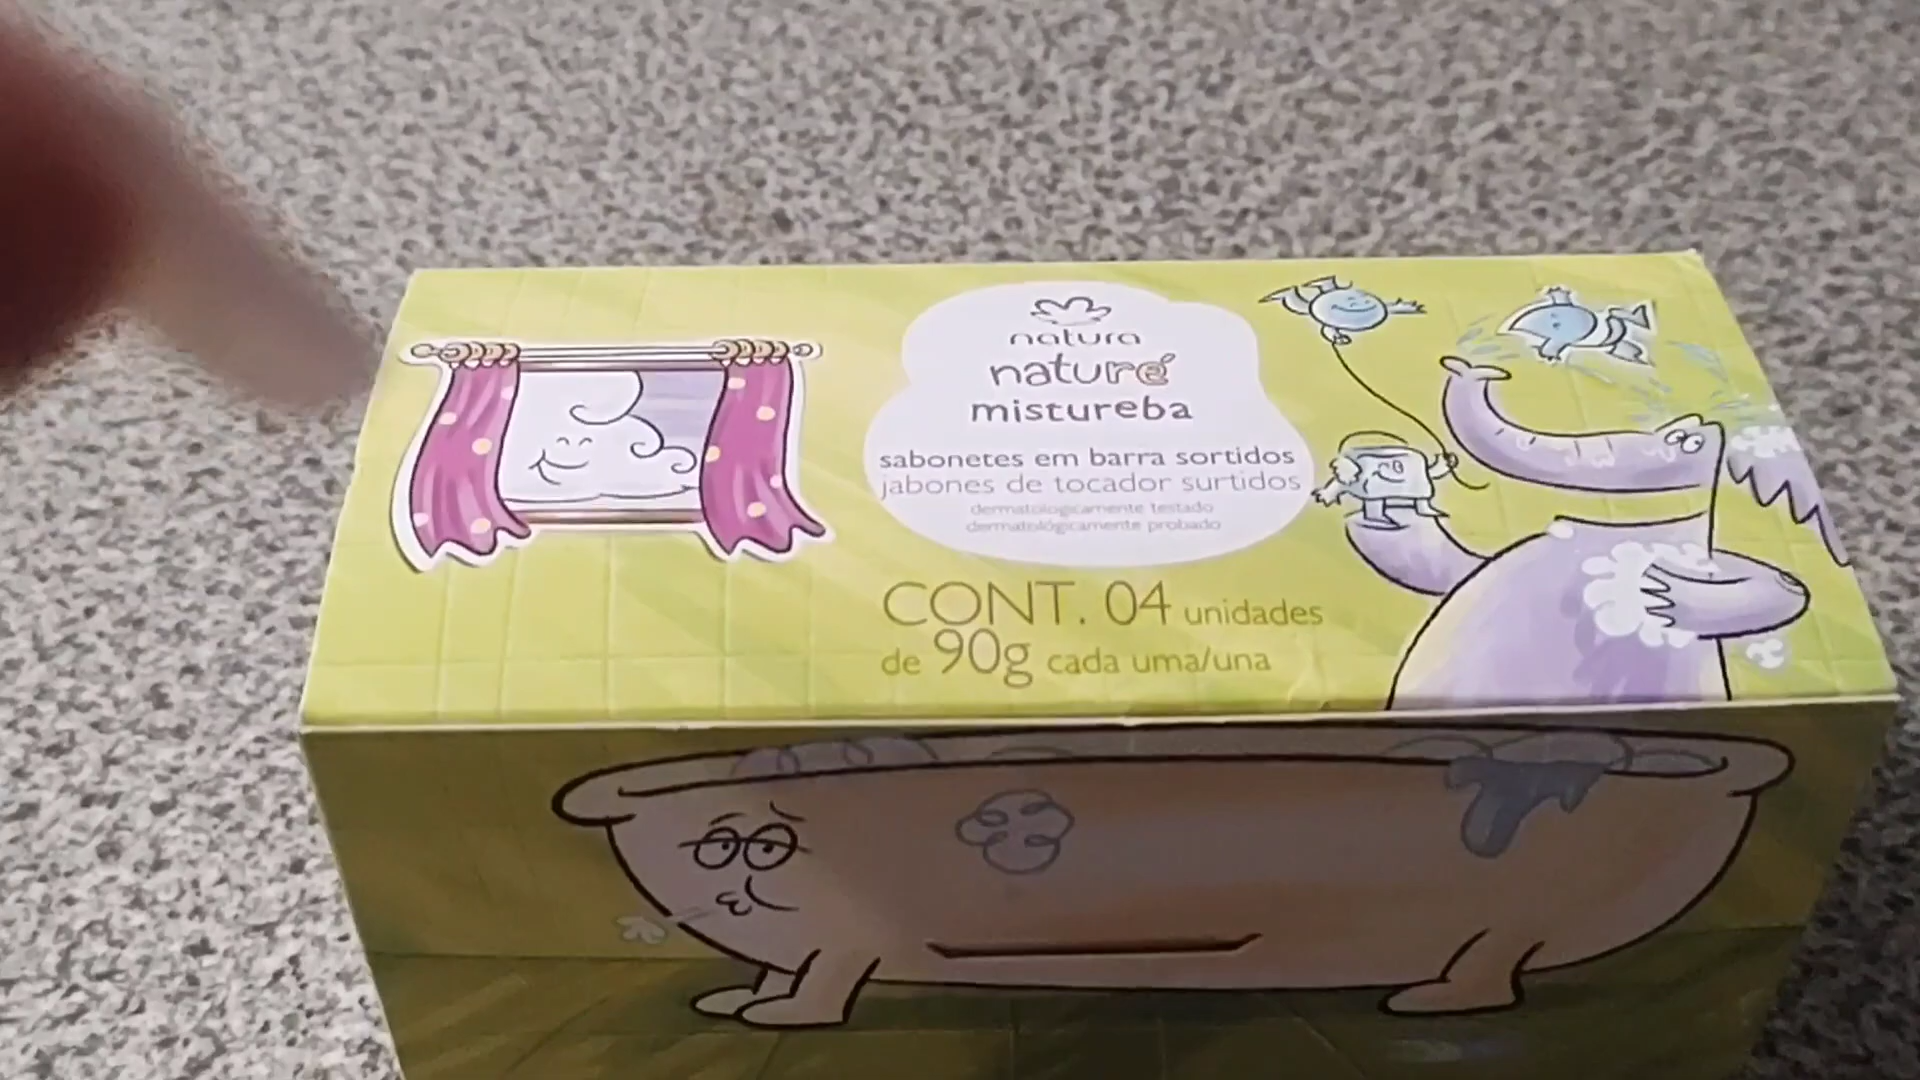 natura
naturé
mistureba
sabonetes em barra sortidos
jabones de tocador surtidos
dermatologicamente testado
dermatológicamente probado
CONT. 04 unidades
de 90g cada uma/una